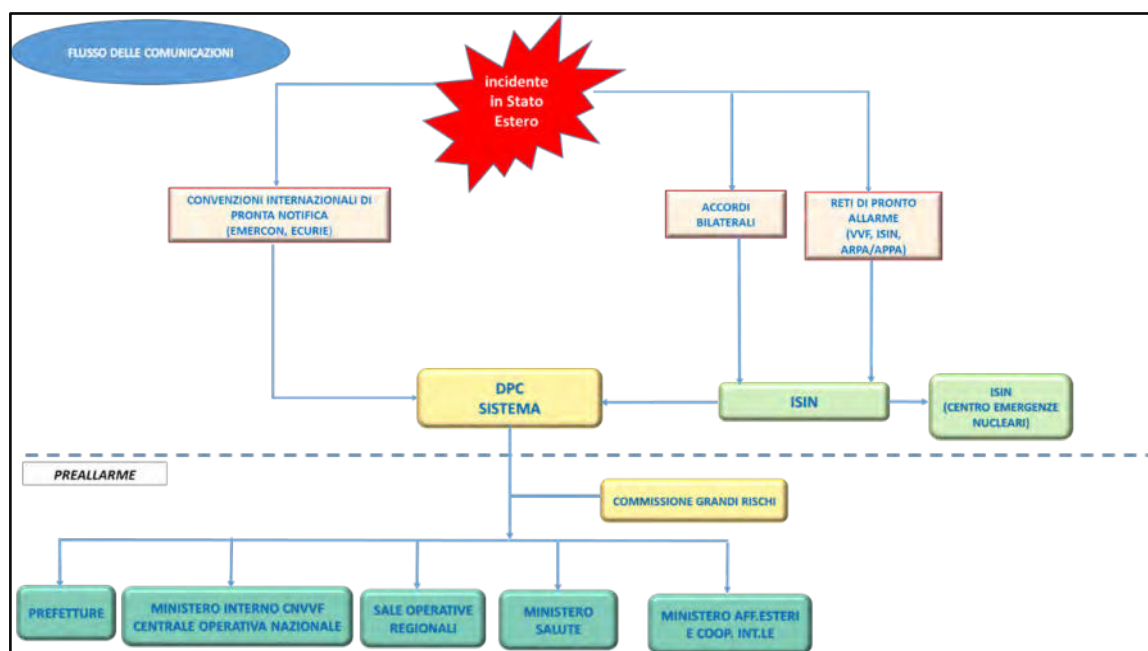 FLUSSO DELLE COMUNICAZIONI
incidente
in Stato
Estero
CONVENZIONI INTERNAZIONALI DI
PRONTA NOTIFICA
(EMERCON, ECURIE)
ACCORDI
BILATERALI
RETI DI PRONTO
ALLARME
(VVF, ISIN,
ARPA/APPA)
DPC
SISTEMA
ISIN
ISIN
(CENTRO EMERGENZE
NUCLEARI)
PREALLARME
COMMISSIONE GRANDI RISCHI
PREFETTURE
MINISTERO INTERNO CNVVF
CENTRALE OPERATIVA NAZIONALE
SALE OPERATIVE
REGIONALI
MINISTERO
SALUTE
MINISTERO AFF.ESTERI
E COOP. INT.LE